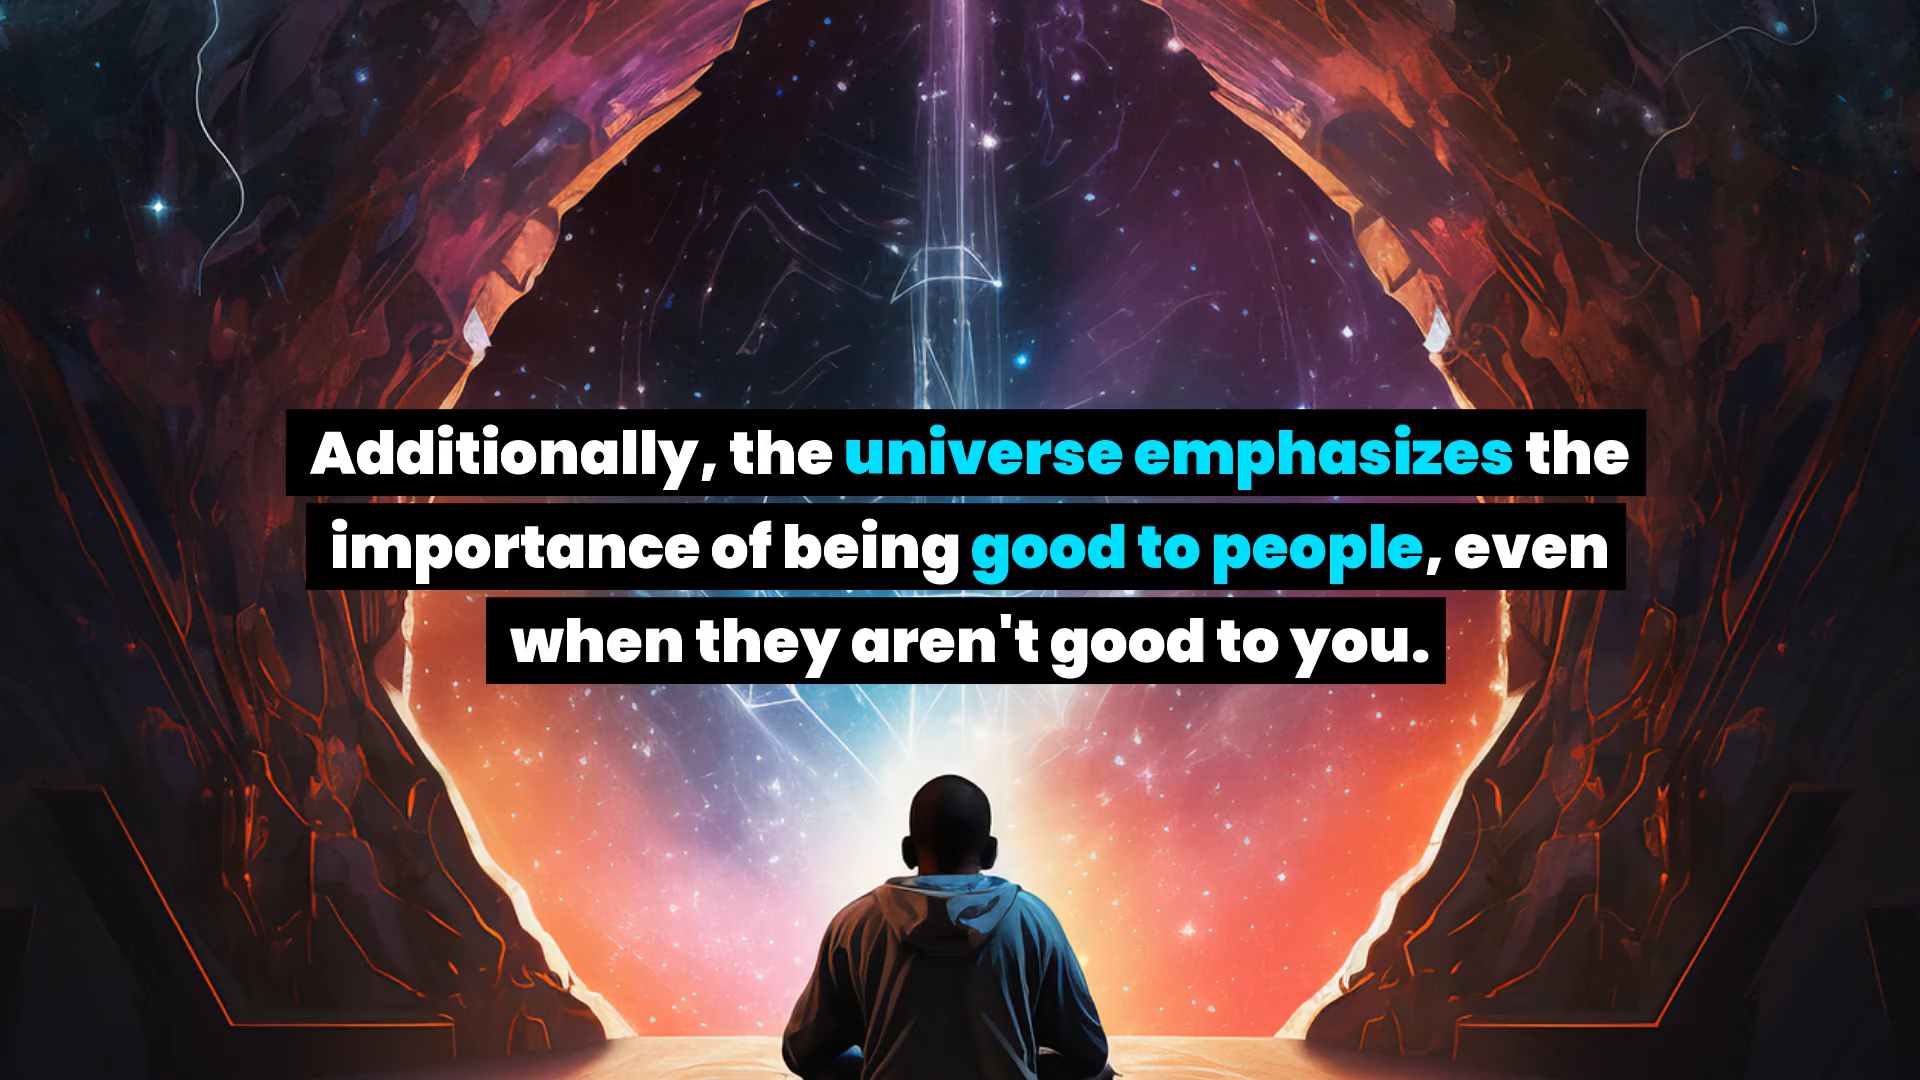 Additionally, the universe emphasizes the
importance of being good to people, even
when they aren't good to you.